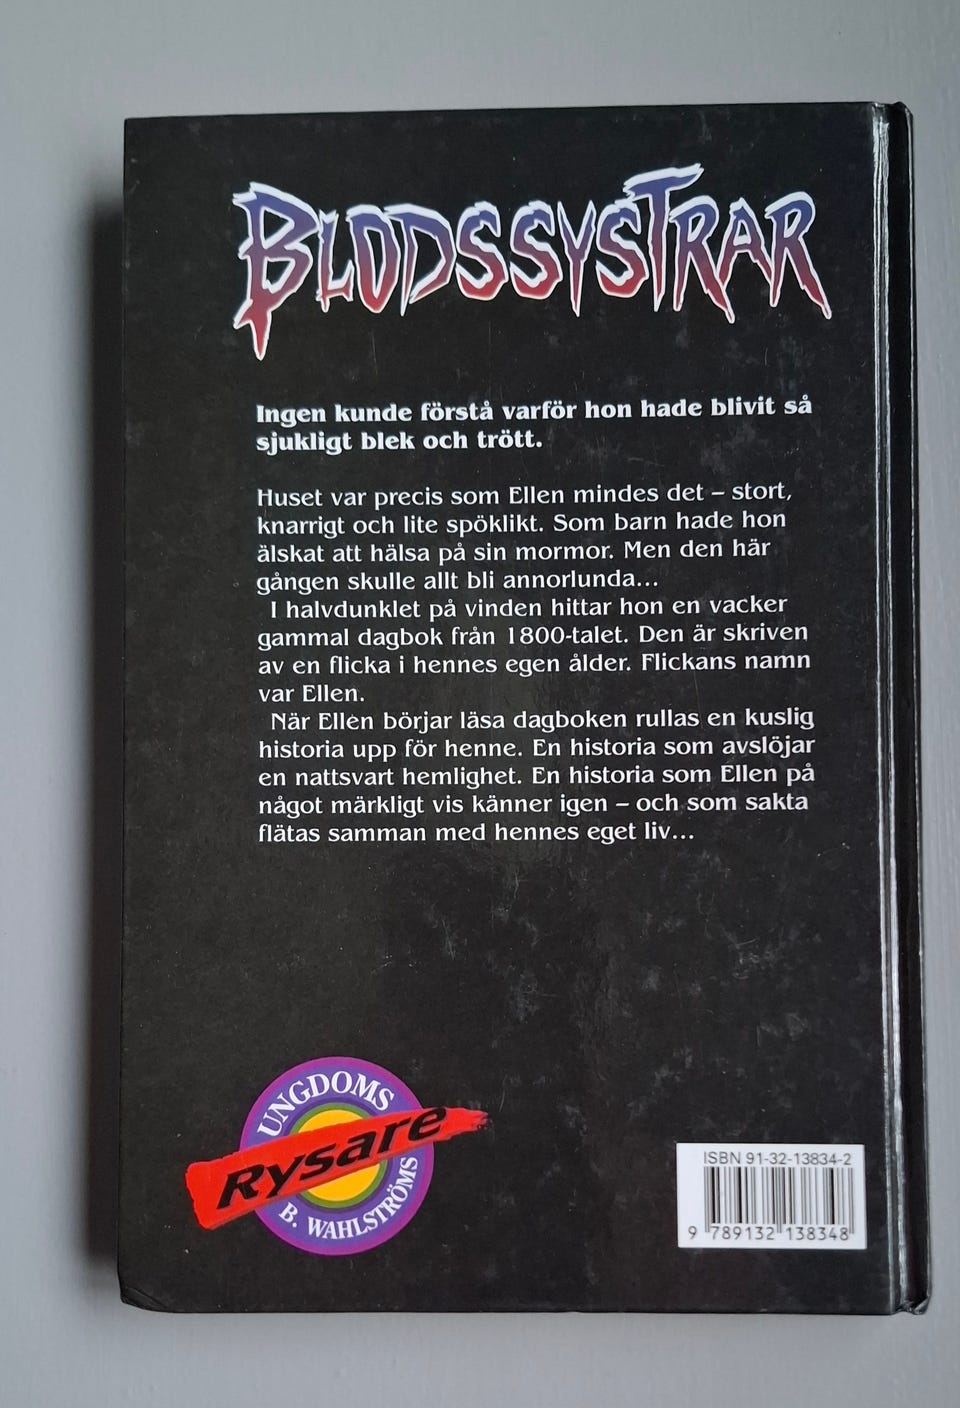 BLODSSYSTRAR
Ingen kunde förstå varför hon hade blivit så
sjukligt blek och trött.
Huset var precis som Ellen mindes det – stort,
knarrigt och lite spöklikt. Som barn hade hon
älskat att hälsa på sin mormor. Men den här
gången skulle allt bli annorlunda...
I halvdunklet på vinden hittar hon en vacker
gammal dagbok från 1800-talet. Den är skriven
av en flicka i hennes egen ålder. Flickans namn
var Ellen.
När Ellen börjar läsa dagboken rullas en kuslig
historia upp för henne. En historia som avslöjar
en nattsvart hemlighet. En historia som Ellen på
något märkligt vis känner igen – och som sakta
flätas samman med hennes eget liv...
UNGDOMS
Rysare
B. WAHLSTRÖMS
ISBN 91-32-13834-2
9 789132 138348